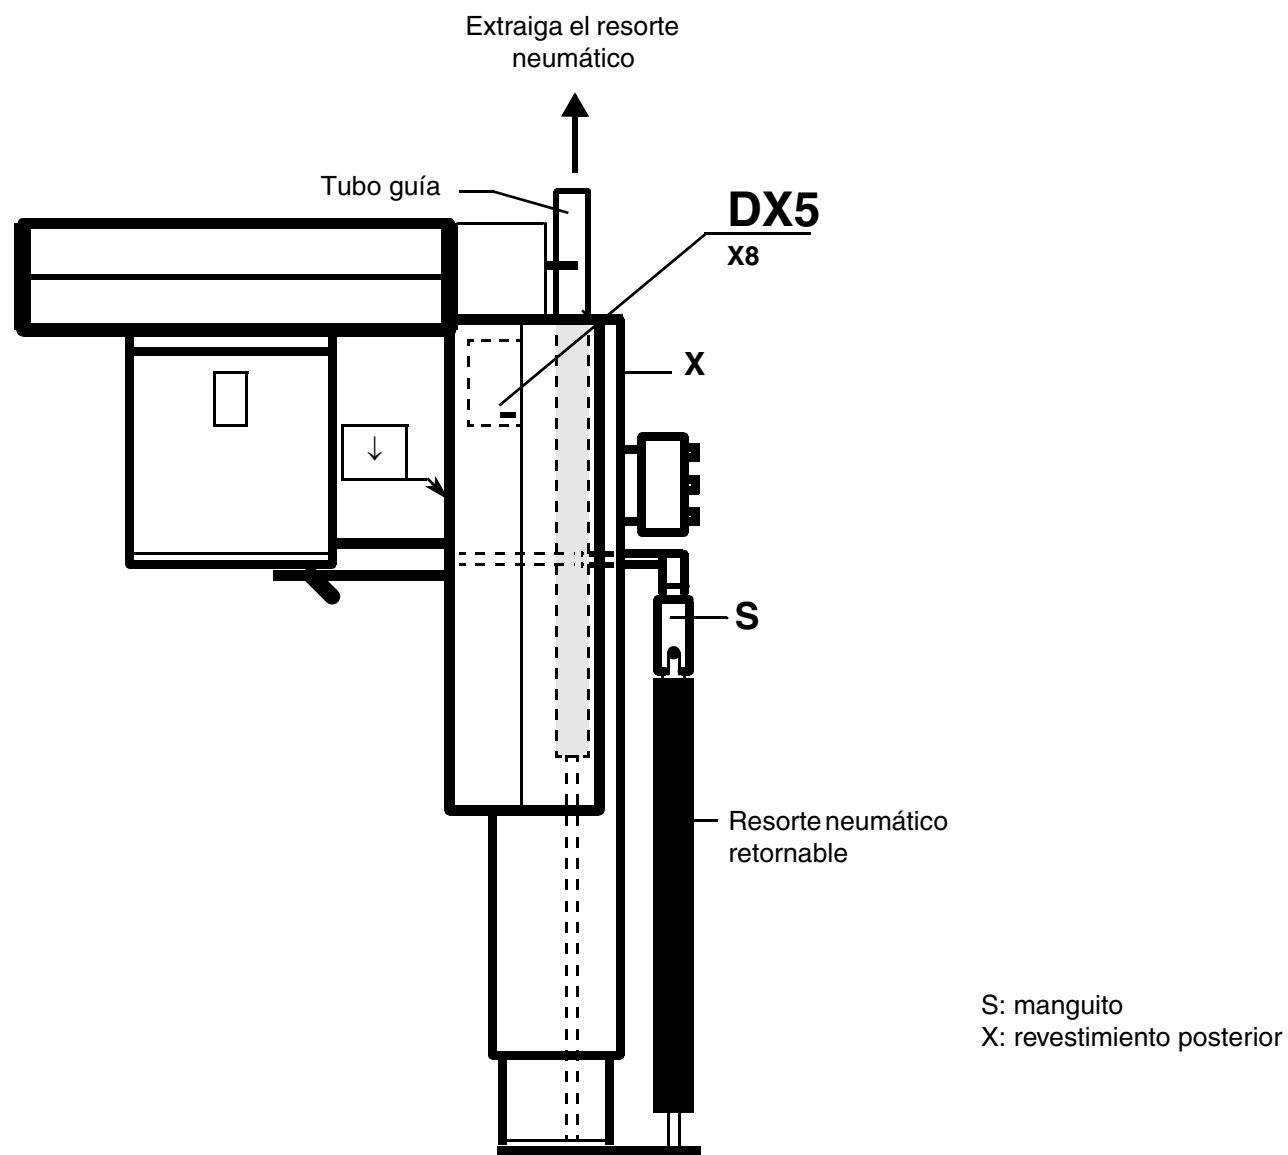 Extraiga el resorte
neumático
Tubo guía
DX5
X8
X
↓
S
Resorte neumático
retornable
S: manguito
X: revestimiento posterior